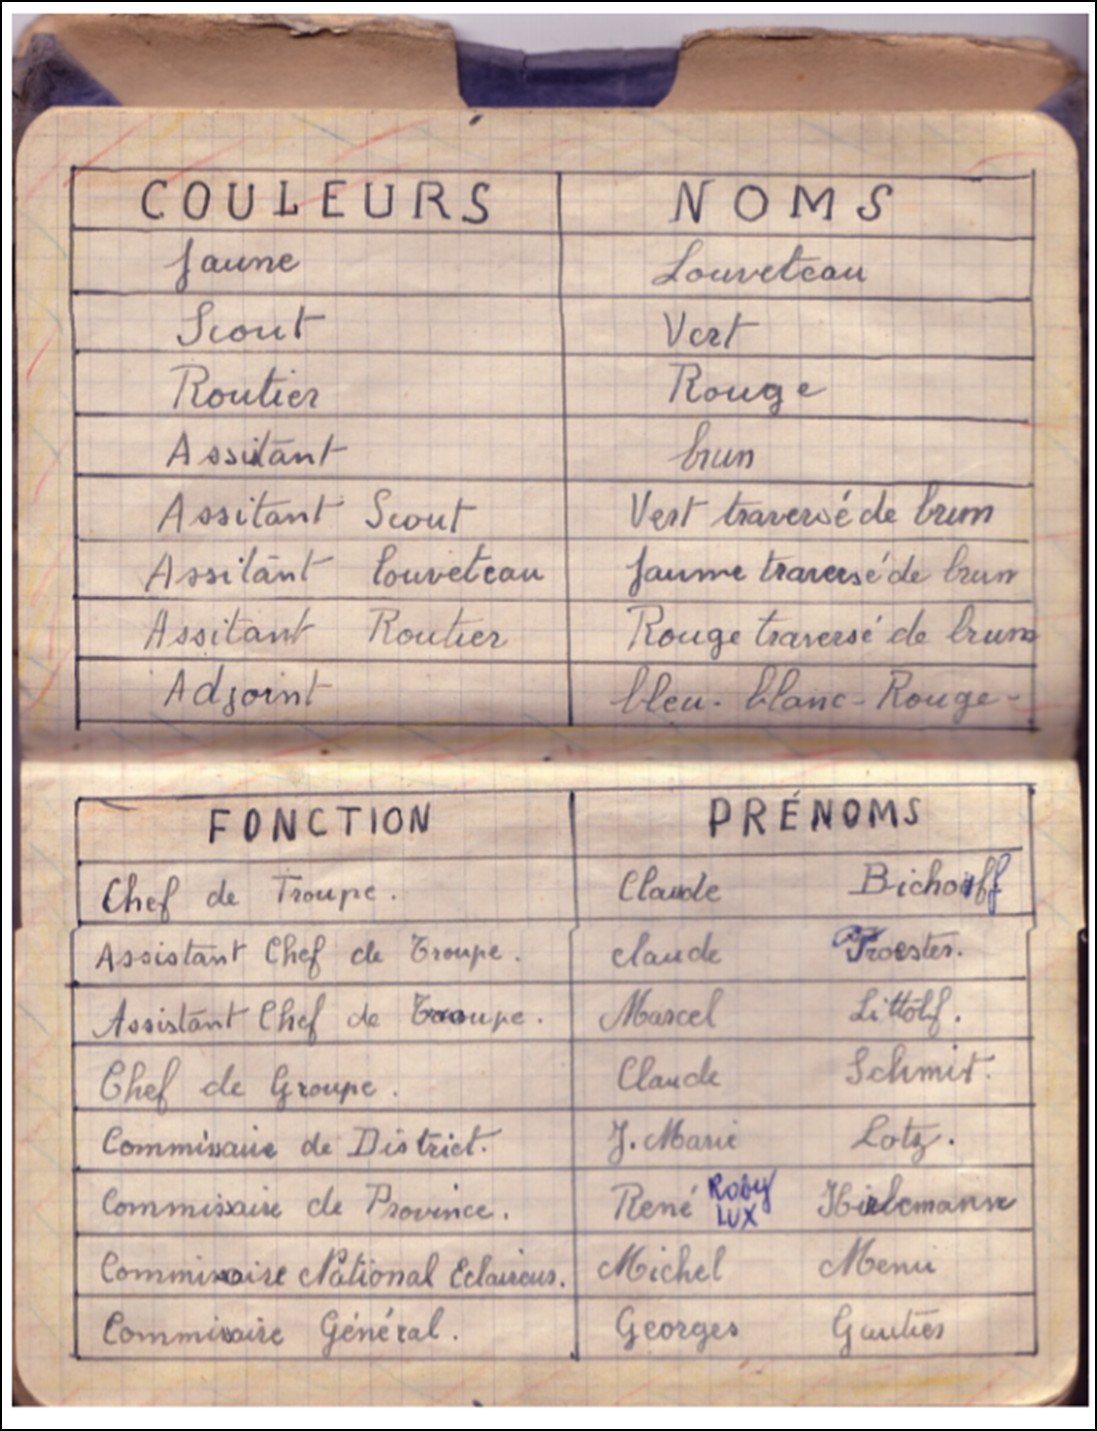 COULEURS NOMS
Jaune Louveteau
Scout Vert
Routier Rouge
Assitant brun
Assitant Scout Vert traversé de brun
Assitant louveteau Jaune traversé de brun
Assitant Routier Rouge traversé de brun
Adjoint bleu-blanc-Rouge-
FONCTION PRÉNOMS
Chef de Troupe. Claude
Assistant Chef de Troupe. Claude Troester.
Assistant Chef de Troupe. Marcel Littolf.
Chef de Groupe. Claude Schmit.
Commissaire de District. J. Marie Lotz.
Commissaire de Province. René Roby LUX
Commissaire National Eclaireurs. Michel Menu
Commissaire Général. Georges Gautier